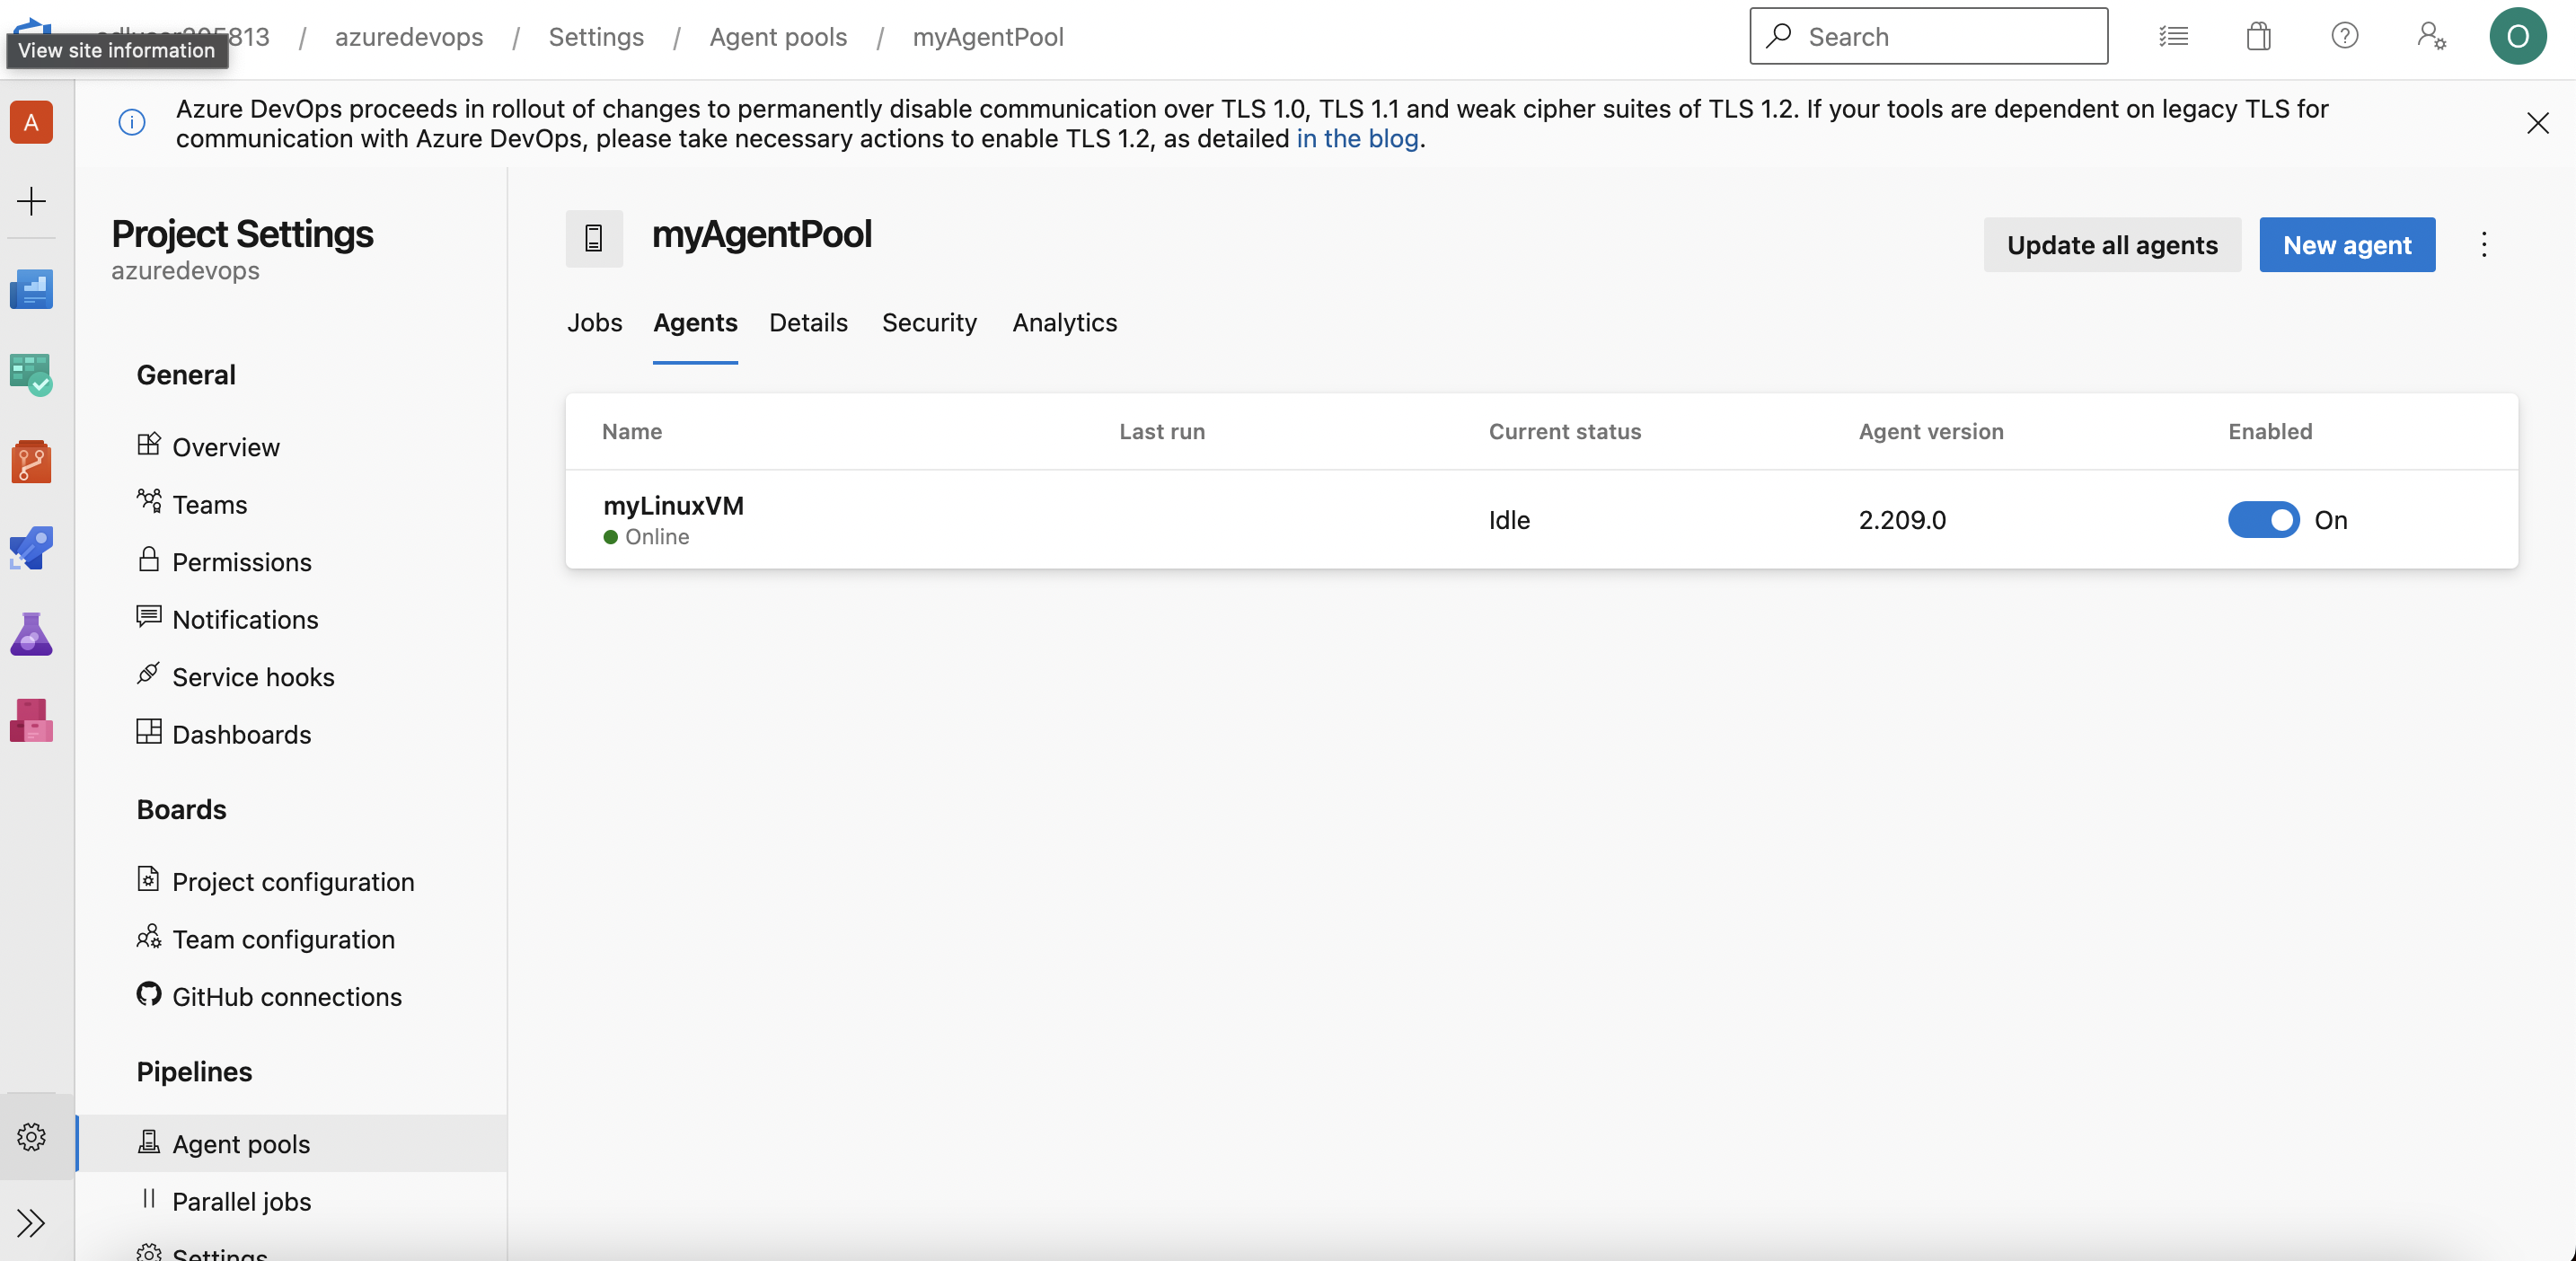 813 / azuredevops / Settings / Agent pools / myAgentPool
Search
O
View site information
A
Azure DevOps proceeds in rollout of changes to permanently disable communication over TLS 1.0, TLS 1.1 and weak cipher suites of TLS 1.2. If your tools are dependent on legacy TLS for
communication with Azure DevOps, please take necessary actions to enable TLS 1.2, as detailed in the blog.
Project Settings
azuredevops
General
Overview
Teams
Permissions
Notifications
Service hooks
Dashboards
Boards
Project configuration
Team configuration
GitHub connections
Pipelines
Agent pools
Parallel jobs
Settings
myAgentPool
Update all agents
New agent
Jobs Agents Details Security Analytics
Name Last run Current status Agent version Enabled
myLinuxVM
Online
Idle
2.209.0
On